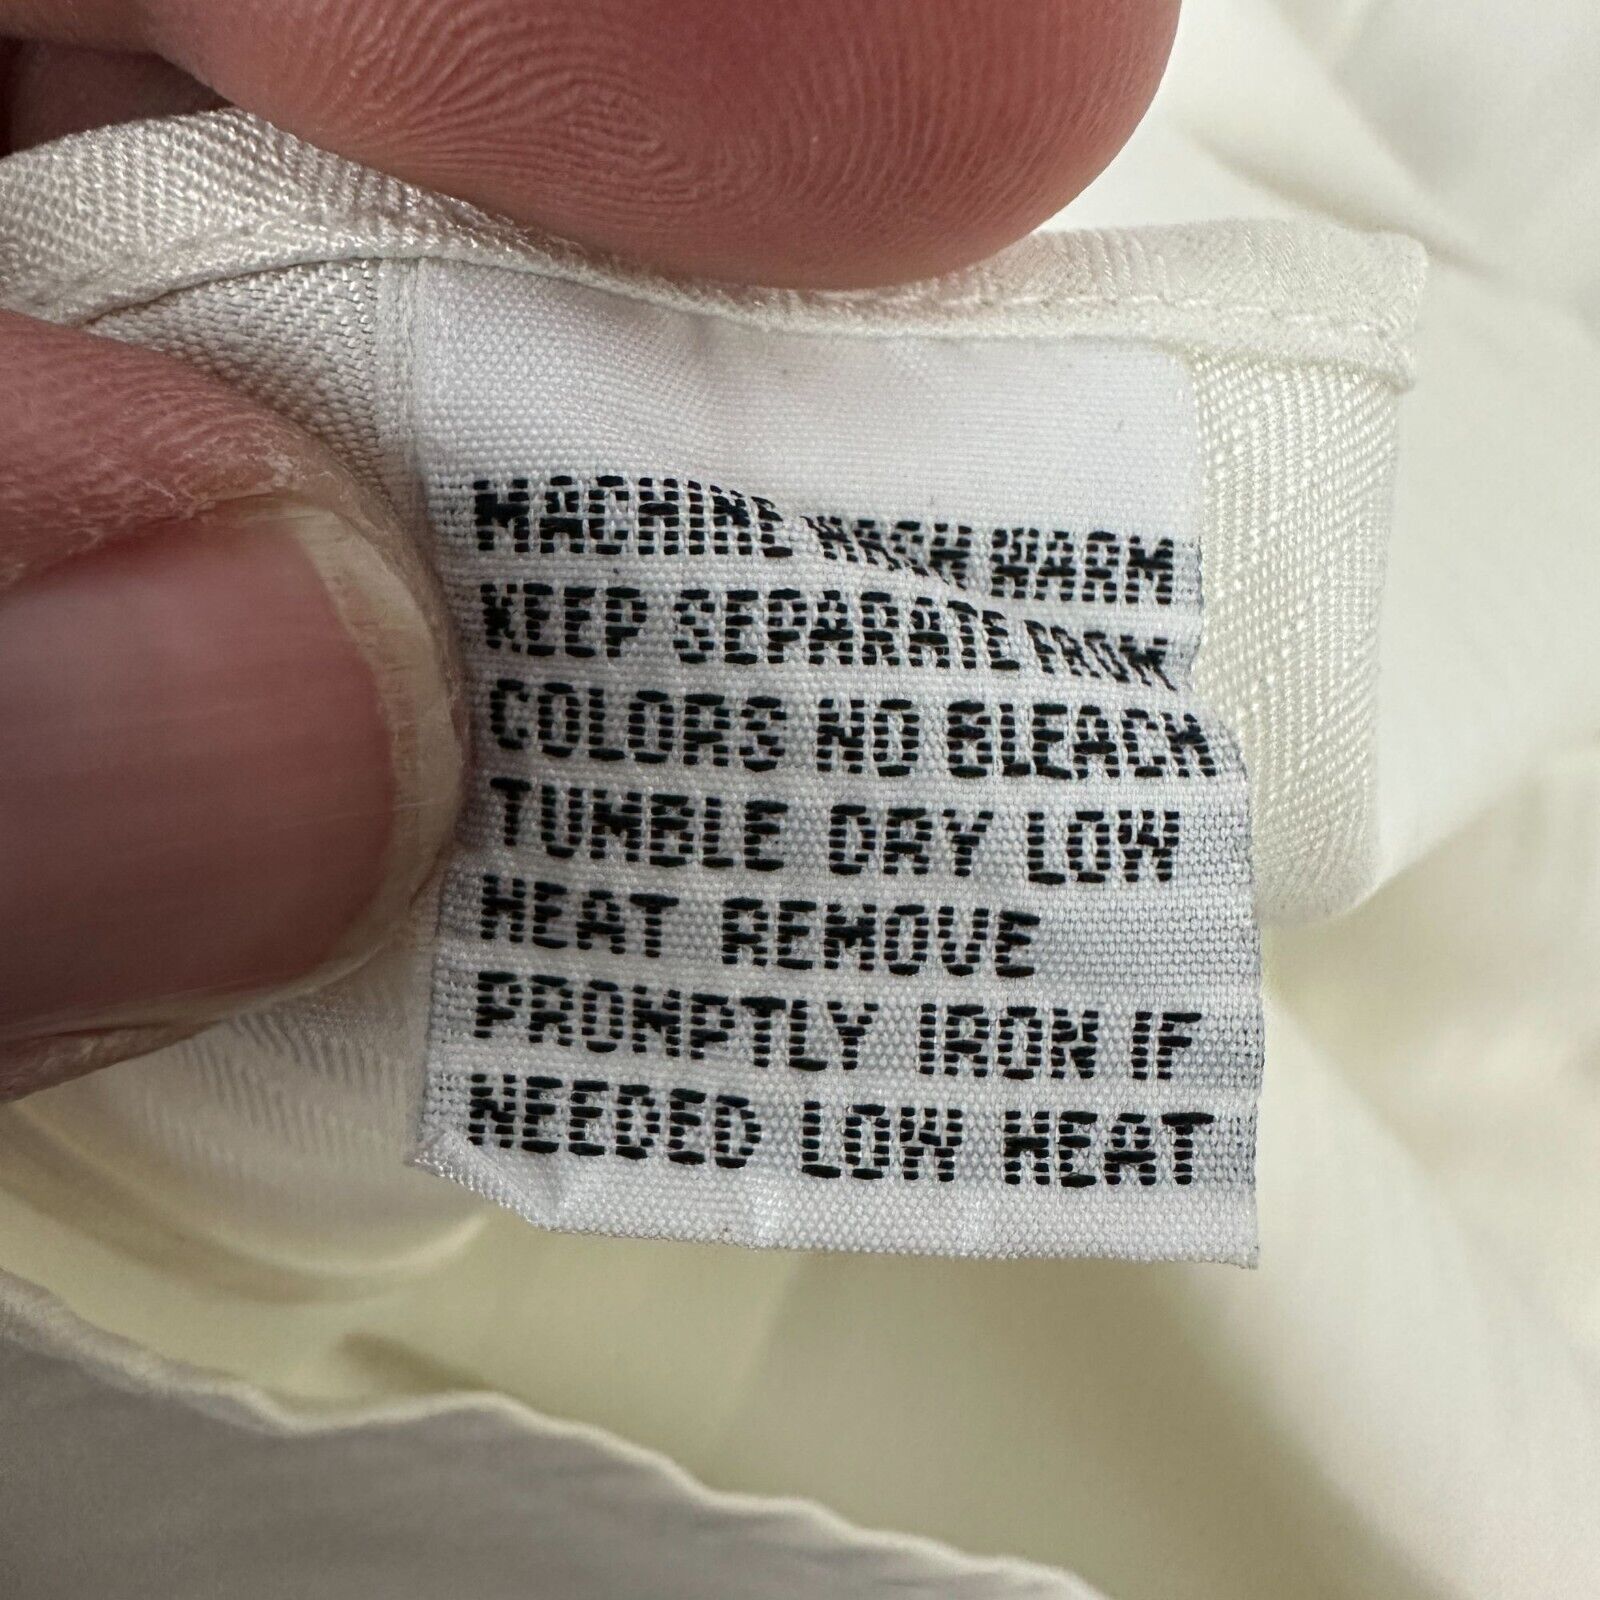 MACHINE WASH WARM
KEEP SEPARATE FROM
COLORS NO BLEACH
TUMBLE DRY LOW
HEAT REMOVE
PROMPTLY IRON IF
NEEDED LOW HEAT